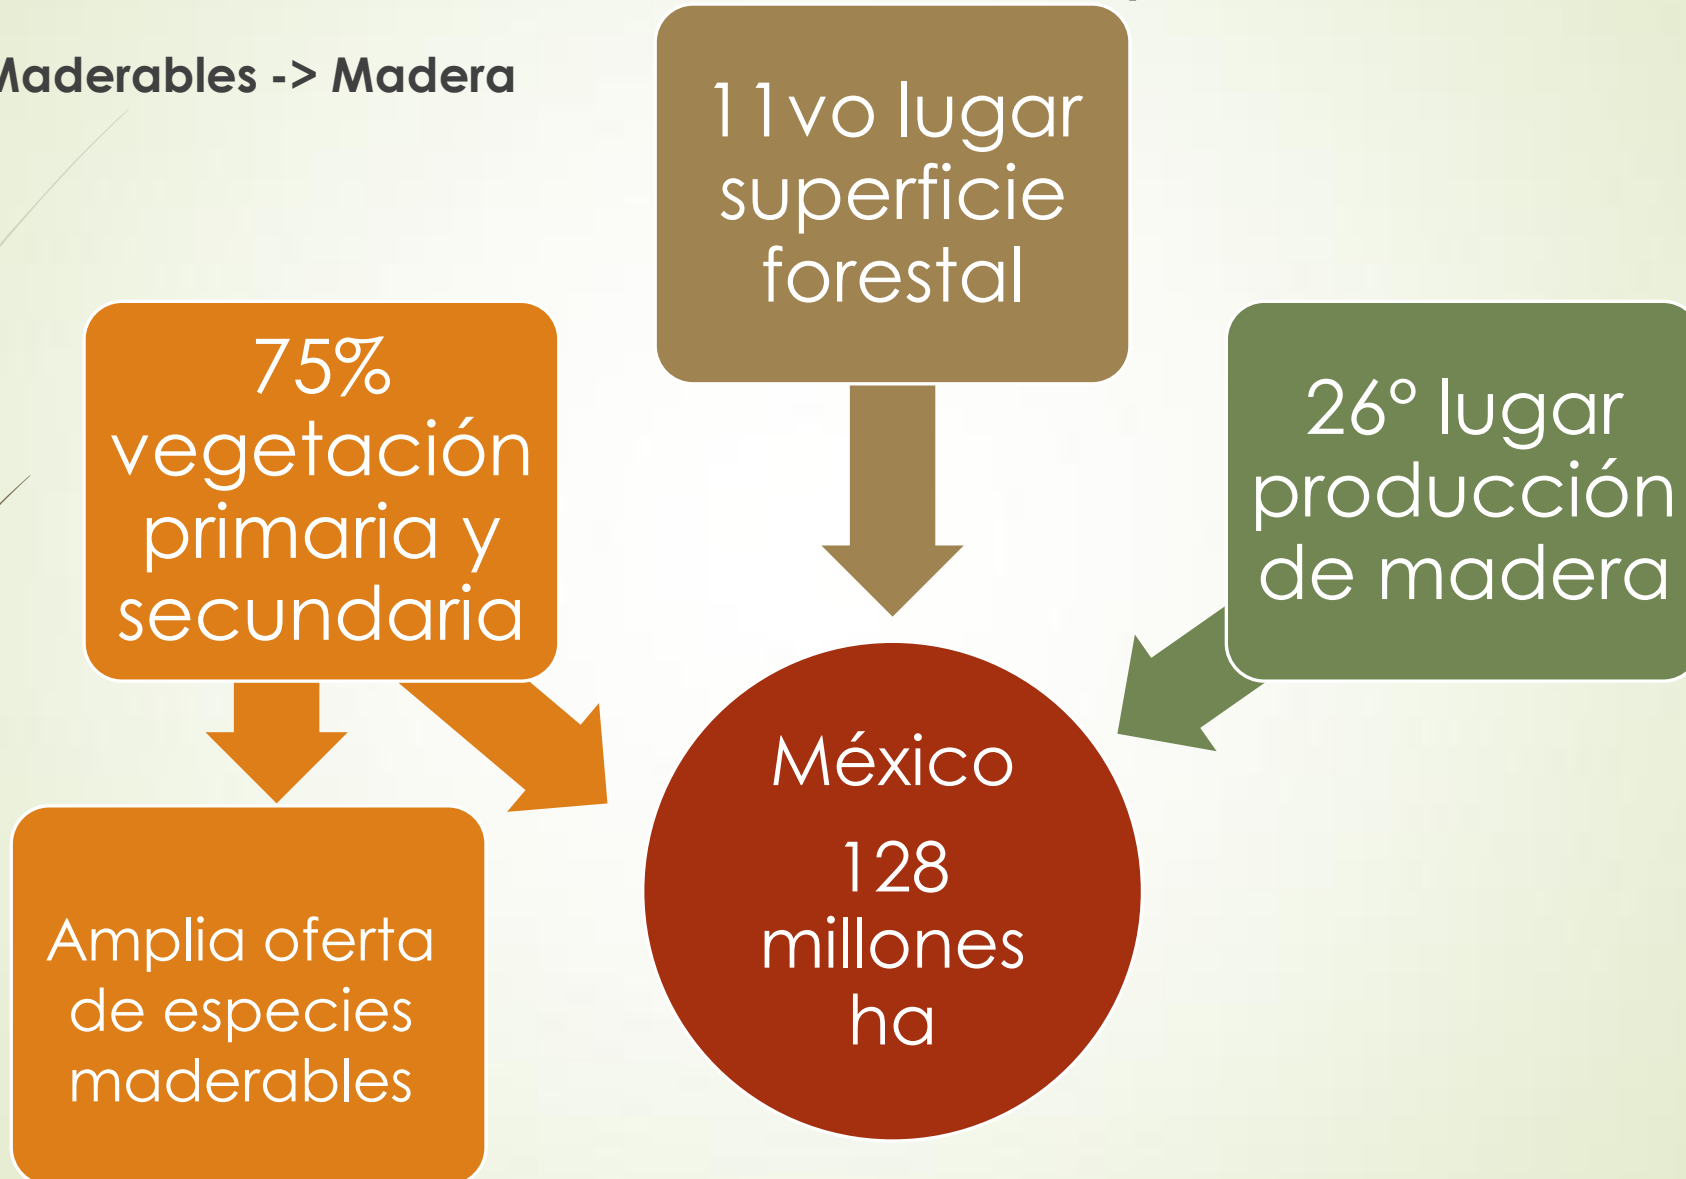 Maderables -> Madera
11vo lugar
superficie
forestal
75%
vegetación
primaria y
secundaria
26° lugar
producción
de madera
México
128
millones
ha
Amplia oferta
de especies
maderables